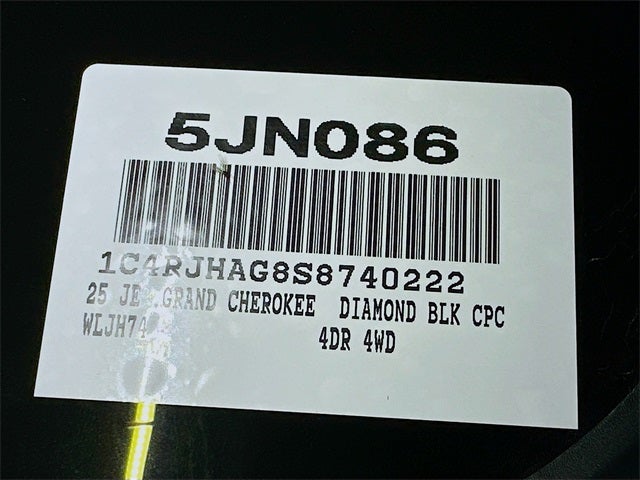 5JN086
1C4RJHAG8S8740222
25 JE GRAND CHEROKEE DIAMOND BLK CPC
WLJH74 4DR 4WD